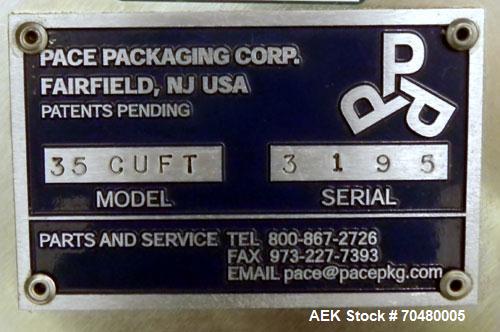 PACE PACKAGING CORP.
FAIRFIELD, NJ USA
PATENTS PENDING
PPP
35 CUFT 3195
MODEL SERIAL
PARTS AND SERVICE TEL 800-867-2726
FAX 973-227-7393
EMAIL pace@pacepkg.com
AEK Stock # 70480005